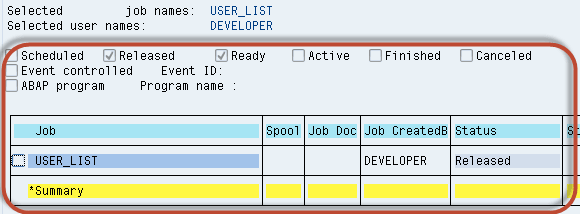 Selected job names: USER_LIST
Selected user names: DEVELOPER
Scheduled Released Ready Active Finished Canceled
Event controlled Event ID:
ABAP program Program name :
Job Spool Job Doc Job CreatedB Status
USER_LIST DEVELOPER Released
*Summary